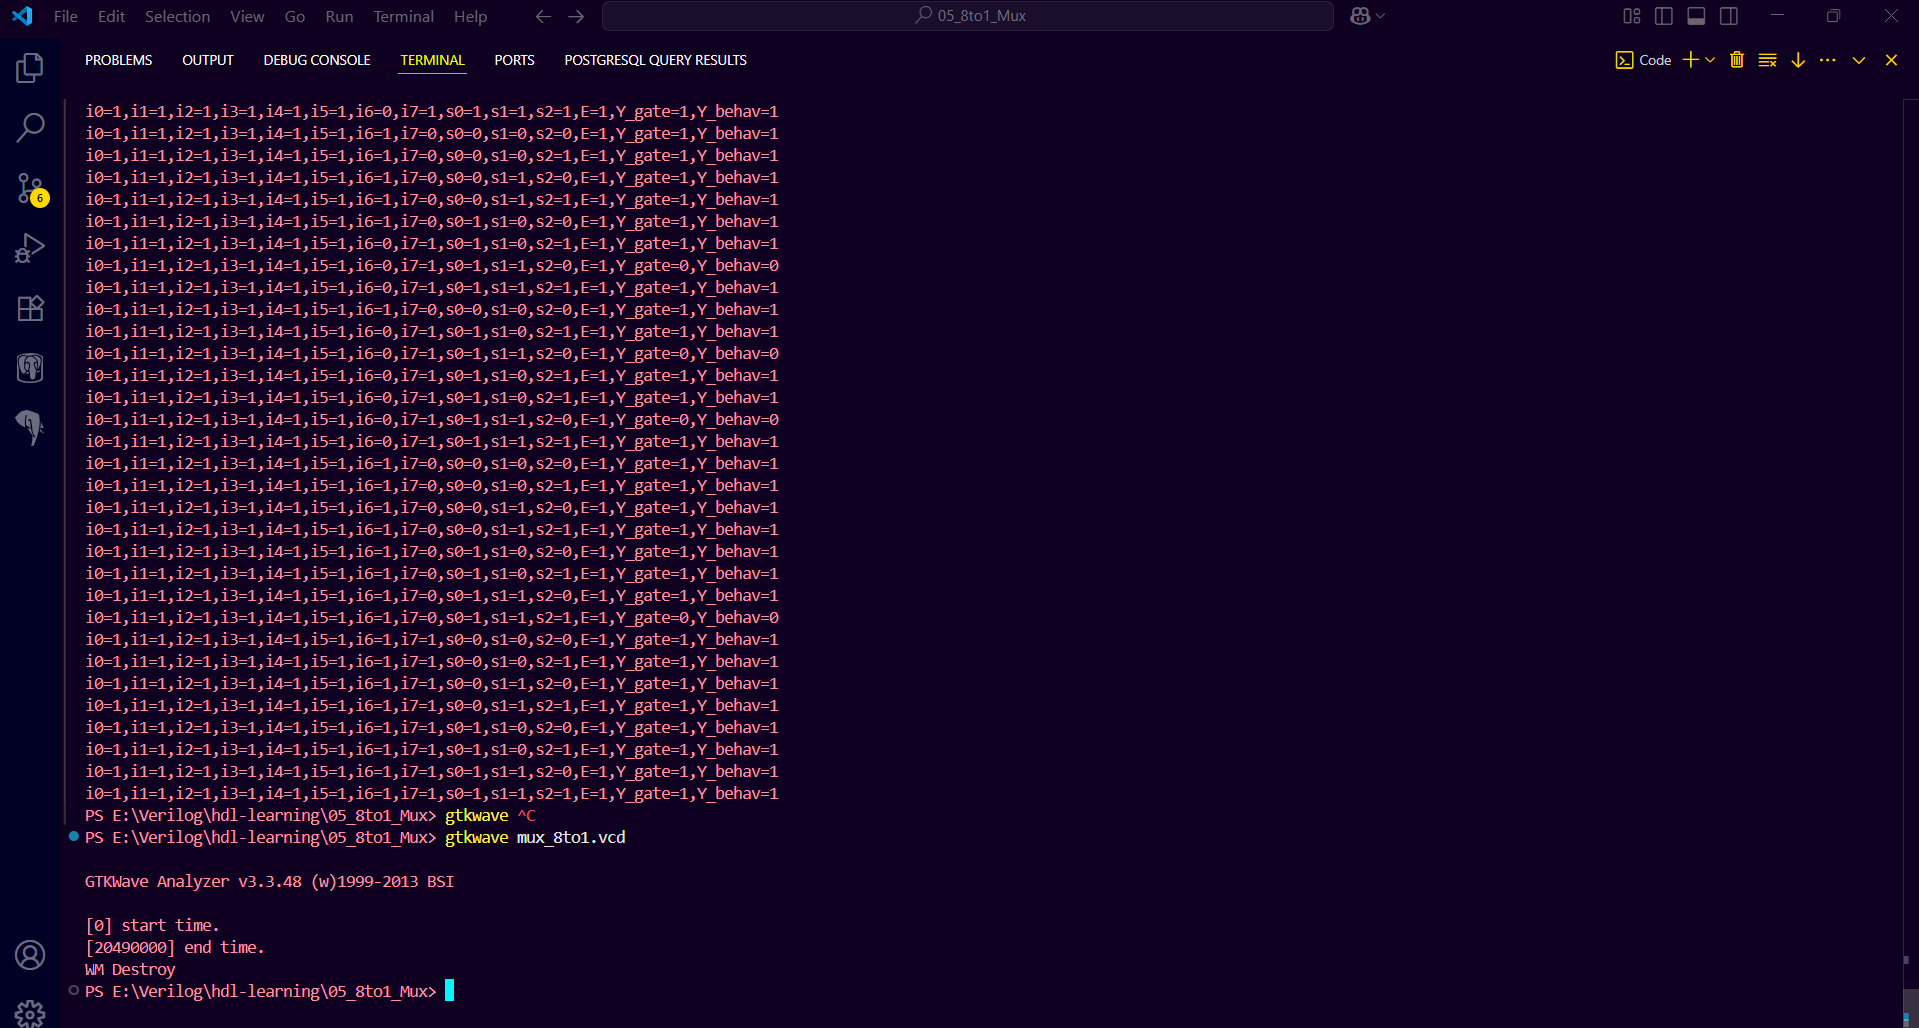 File Edit Selection View Go Run Terminal Help
05_8to1_Mux
PROBLEMS OUTPUT DEBUG CONSOLE TERMINAL PORTS POSTGRESQL QUERY RESULTS
Code
6
i0=1,i1=1,i2=1,i3=1,i4=1,i5=1,i6=0,i7=1,s0=1,s1=1,s2=1,E=1,Y_gate=1,Y_behav=1
i0=1,i1=1,i2=1,i3=1,i4=1,i5=1,i6=1,i7=0,s0=0,s1=0,s2=0,E=1,Y_gate=1,Y_behav=1
i0=1,i1=1,i2=1,i3=1,i4=1,i5=1,i6=1,i7=0,s0=0,s1=0,s2=1,E=1,Y_gate=1,Y_behav=1
i0=1,i1=1,i2=1,i3=1,i4=1,i5=1,i6=1,i7=0,s0=0,s1=1,s2=0,E=1,Y_gate=1,Y_behav=1
i0=1,i1=1,i2=1,i3=1,i4=1,i5=1,i6=1,i7=0,s0=0,s1=1,s2=1,E=1,Y_gate=1,Y_behav=1
i0=1,i1=1,i2=1,i3=1,i4=1,i5=1,i6=1,i7=0,s0=1,s1=0,s2=0,E=1,Y_gate=1,Y_behav=1
i0=1,i1=1,i2=1,i3=1,i4=1,i5=1,i6=0,i7=1,s0=1,s1=0,s2=1,E=1,Y_gate=1,Y_behav=1
i0=1,i1=1,i2=1,i3=1,i4=1,i5=1,i6=0,i7=1,s0=1,s1=1,s2=0,E=1,Y_gate=0,Y_behav=0
i0=1,i1=1,i2=1,i3=1,i4=1,i5=1,i6=0,i7=1,s0=1,s1=1,s2=1,E=1,Y_gate=1,Y_behav=1
i0=1,i1=1,i2=1,i3=1,i4=1,i5=1,i6=0,i7=1,s0=0,s1=0,s2=0,E=1,Y_gate=1,Y_behav=1
i0=1,i1=1,i2=1,i3=1,i4=1,i5=1,i6=0,i7=1,s0=1,s1=0,s2=1,E=1,Y_gate=1,Y_behav=1
i0=1,i1=1,i2=1,i3=1,i4=1,i5=1,i6=0,i7=1,s0=1,s1=1,s2=0,E=1,Y_gate=0,Y_behav=0
i0=1,i1=1,i2=1,i3=1,i4=1,i5=1,i6=0,i7=1,s0=1,s1=1,s2=1,E=1,Y_gate=1,Y_behav=1
i0=1,i1=1,i2=1,i3=1,i4=1,i5=1,i6=0,i7=1,s0=1,s1=0,s2=1,E=1,Y_gate=1,Y_behav=1
i0=1,i1=1,i2=1,i3=1,i4=1,i5=1,i6=0,i7=1,s0=1,s1=1,s2=0,E=1,Y_gate=0,Y_behav=0
i0=1,i1=1,i2=1,i3=1,i4=1,i5=1,i6=0,i7=1,s0=1,s1=1,s2=1,E=1,Y_gate=1,Y_behav=1
i0=1,i1=1,i2=1,i3=1,i4=1,i5=1,i6=1,i7=0,s0=0,s1=0,s2=0,E=1,Y_gate=1,Y_behav=1
i0=1,i1=1,i2=1,i3=1,i4=1,i5=1,i6=1,i7=0,s0=0,s1=0,s2=1,E=1,Y_gate=1,Y_behav=1
i0=1,i1=1,i2=1,i3=1,i4=1,i5=1,i6=1,i7=0,s0=0,s1=1,s2=0,E=1,Y_gate=1,Y_behav=1
i0=1,i1=1,i2=1,i3=1,i4=1,i5=1,i6=1,i7=0,s0=0,s1=1,s2=1,E=1,Y_gate=1,Y_behav=1
i0=1,i1=1,i2=1,i3=1,i4=1,i5=1,i6=1,i7=0,s0=1,s1=0,s2=0,E=1,Y_gate=1,Y_behav=1
i0=1,i1=1,i2=1,i3=1,i4=1,i5=1,i6=1,i7=0,s0=1,s1=0,s2=1,E=1,Y_gate=1,Y_behav=1
i0=1,i1=1,i2=1,i3=1,i4=1,i5=1,i6=1,i7=0,s0=1,s1=1,s2=0,E=1,Y_gate=1,Y_behav=1
i0=1,i1=1,i2=1,i3=1,i4=1,i5=1,i6=1,i7=0,s0=1,s1=1,s2=1,E=1,Y_gate=0,Y_behav=0
i0=1,i1=1,i2=1,i3=1,i4=1,i5=1,i6=1,i7=1,s0=0,s1=0,s2=0,E=1,Y_gate=1,Y_behav=1
i0=1,i1=1,i2=1,i3=1,i4=1,i5=1,i6=1,i7=1,s0=0,s1=0,s2=1,E=1,Y_gate=1,Y_behav=1
i0=1,i1=1,i2=1,i3=1,i4=1,i5=1,i6=1,i7=1,s0=0,s1=1,s2=0,E=1,Y_gate=1,Y_behav=1
i0=1,i1=1,i2=1,i3=1,i4=1,i5=1,i6=1,i7=1,s0=0,s1=1,s2=1,E=1,Y_gate=1,Y_behav=1
i0=1,i1=1,i2=1,i3=1,i4=1,i5=1,i6=1,i7=1,s0=1,s1=0,s2=0,E=1,Y_gate=1,Y_behav=1
i0=1,i1=1,i2=1,i3=1,i4=1,i5=1,i6=1,i7=1,s0=1,s1=0,s2=1,E=1,Y_gate=1,Y_behav=1
i0=1,i1=1,i2=1,i3=1,i4=1,i5=1,i6=1,i7=1,s0=1,s1=1,s2=0,E=1,Y_gate=1,Y_behav=1
i0=1,i1=1,i2=1,i3=1,i4=1,i5=1,i6=1,i7=1,s0=1,s1=1,s2=1,E=1,Y_gate=1,Y_behav=1
PS E:\Verilog\hdl-learning\05_8to1_Mux> gtkwave ^C
PS E:\Verilog\hdl-learning\05_8to1_Mux> gtkwave mux_8to1.vcd
GTKWave Analyzer v3.3.48 (w)1999-2013 BSI
[0] start time.
[20490000] end time.
WM Destroy
PS E:\Verilog\hdl-learning\05_8to1_Mux>